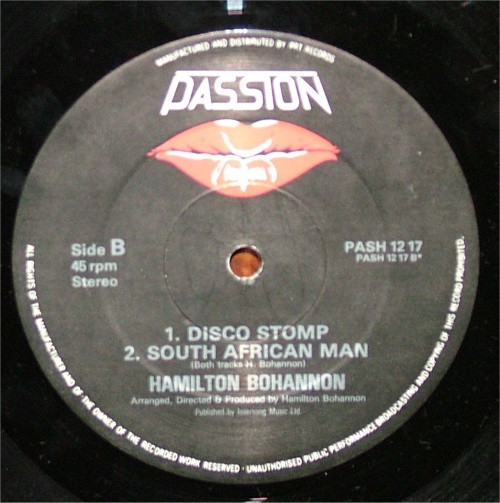 MANUFACTURED AND DISTRIBUTED BY PRT RECORDS
PASSION
Side B
45 rpm
Stereo
PASH 12 17
PASH 12 17 B*
1. DISCO STOMP
2. SOUTH AFRICAN MAN
(Both tracks H. Bohannon)
HAMILTON BOHANNON
Arranged, Directed & Produced by Hamilton Bohannon
Published by Intersong Music Ltd.
ALL RIGHTS OF THE MANUFACTURER AND OF THE OWNER OF THE RECORDED WORK RESERVED · UNAUTHORISED PUBLIC PERFORMANCE BROADCASTING AND COPYING OF THIS RECORD PROHIBITED.